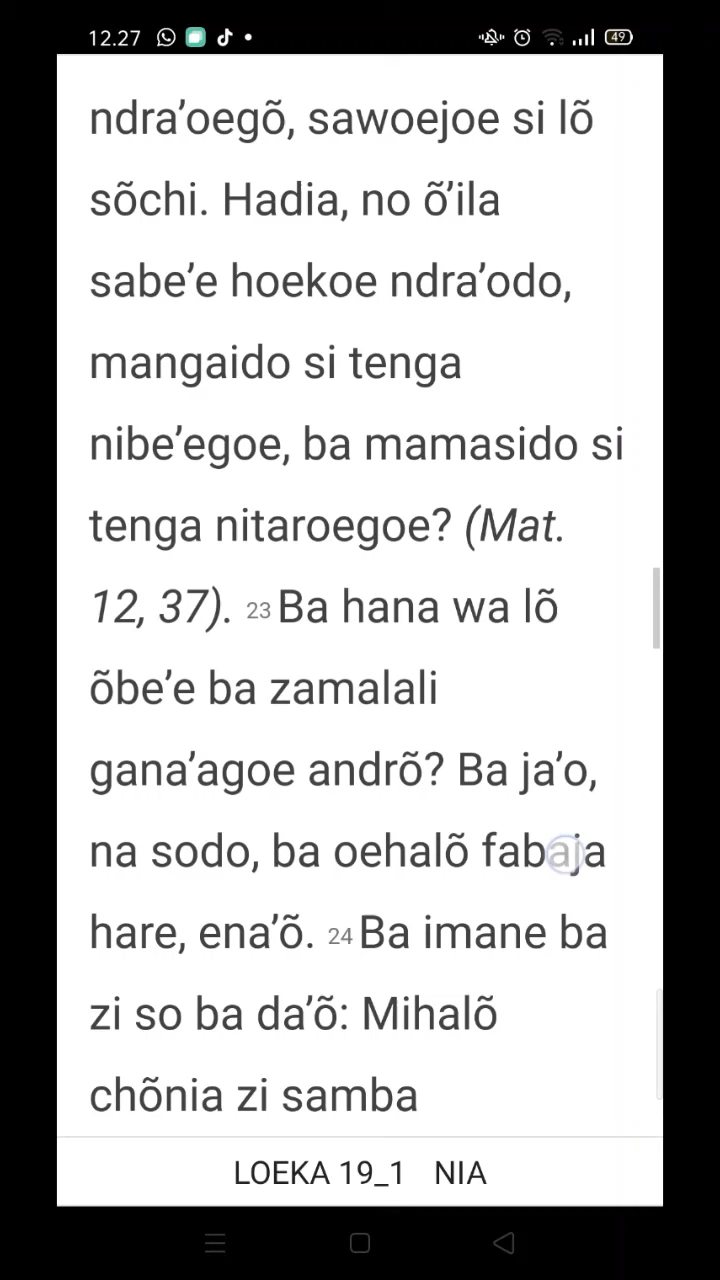 12.27
49
ndra’oegõ, sawoejoe si lõ
sõchi. Hadia, no õ’ila
sabe’e hoekoe ndra’odo,
mangaido si tenga
nibe’egoe, ba mamasido si
tenga nitaroegoe? (Mat.
12, 37). 23 Ba hana wa lõ
õbe’e ba zamalali
gana’agoe andrõ? Ba ja’o,
na sodo, ba oehalõ fabaja
hare, ena’õ. 24 Ba imane ba
zi so ba da’õ: Mihalõ
chõnia zi samba
LOEKA 19_1 NIA